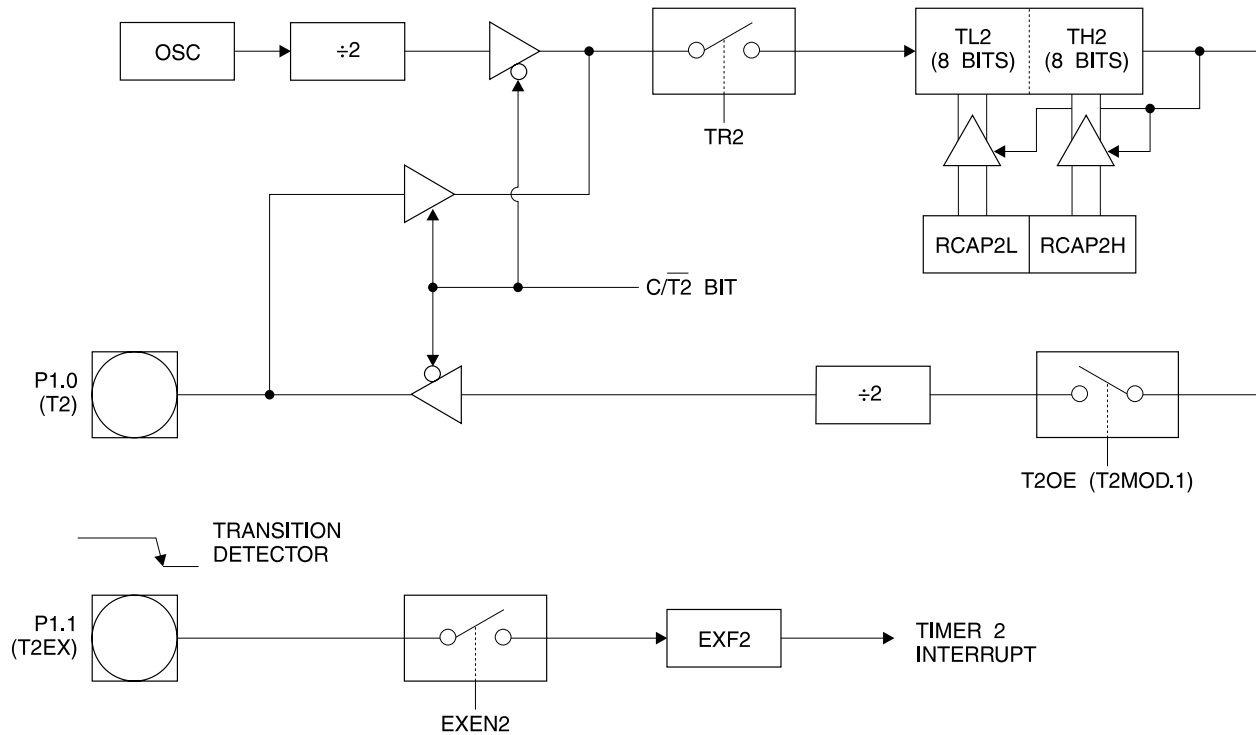 OSC
÷2
TR2
TL2
(8 BITS)
TH2
(8 BITS)
RCAP2L
RCAP2H
C/T̅2̅ BIT
P1.0
(T2)
÷2
T2OE (T2MOD.1)
TRANSITION
DETECTOR
P1.1
(T2EX)
EXEN2
EXF2
TIMER 2
INTERRUPT